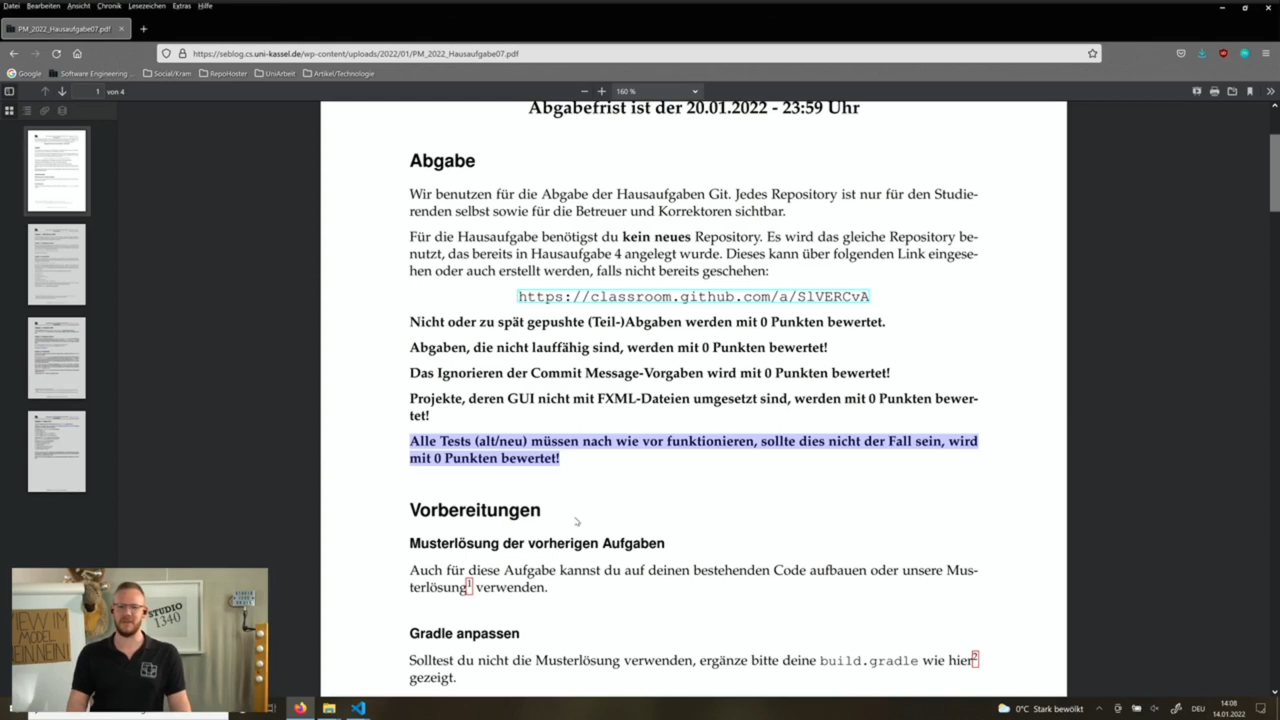 Datei Bearbeiten Ansicht Chronik Lesezeichen Extras Hilfe
PM_2022_Hausaufgabe07.pdf
https://seblog.cs.uni-kassel.de/wp-content/uploads/2022/01/PM_2022_Hausaufgabe07.pdf
Google Software Engineering ... Social/Kram RepoHoster UniArbeit Artikel/Technologie
1 von 4 160 %
Abgabefrist ist der 20.01.2022 - 23:59 Uhr
Abgabe
Wir benutzen für die Abgabe der Hausaufgaben Git. Jedes Repository ist nur für den Studie-
renden selbst sowie für die Betreuer und Korrektoren sichtbar.
Für die Hausaufgabe benötigst du kein neues Repository. Es wird das gleiche Repository be-
nutzt, das bereits in Hausaufgabe 4 angelegt wurde. Dieses kann über folgenden Link eingese-
hen oder auch erstellt werden, falls nicht bereits geschehen:
https://classroom.github.com/a/SlVERCvA
Nicht oder zu spät gepushte (Teil-)Abgaben werden mit 0 Punkten bewertet.
Abgaben, die nicht lauffähig sind, werden mit 0 Punkten bewertet!
Das Ignorieren der Commit Message-Vorgaben wird mit 0 Punkten bewertet!
Projekte, deren GUI nicht mit FXML-Dateien umgesetzt sind, werden mit 0 Punkten bewer-
tet!
Alle Tests (alt/neu) müssen nach wie vor funktionieren, sollte dies nicht der Fall sein, wird
mit 0 Punkten bewertet!
Vorbereitungen
Musterlösung der vorherigen Aufgaben
Auch für diese Aufgabe kannst du auf deinen bestehenden Code aufbauen oder unsere Mus-
terlösung1 verwenden.
Gradle anpassen
Solltest du nicht die Musterlösung verwenden, ergänze bitte deine build.gradle wie hier2
gezeigt.
VIEW IM
MODEL
NEIN!
STUDIO
1340
0°C Stark bewölkt
DEU
14:08
14.01.2022